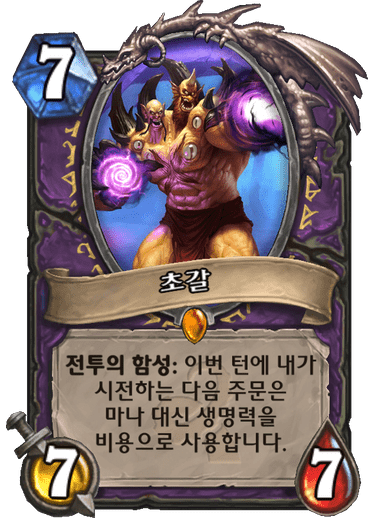 7
초갈
전투의 함성: 이번 턴에 내가
시전하는 다음 주문은
마나 대신 생명력을
비용으로 사용합니다.
7
7